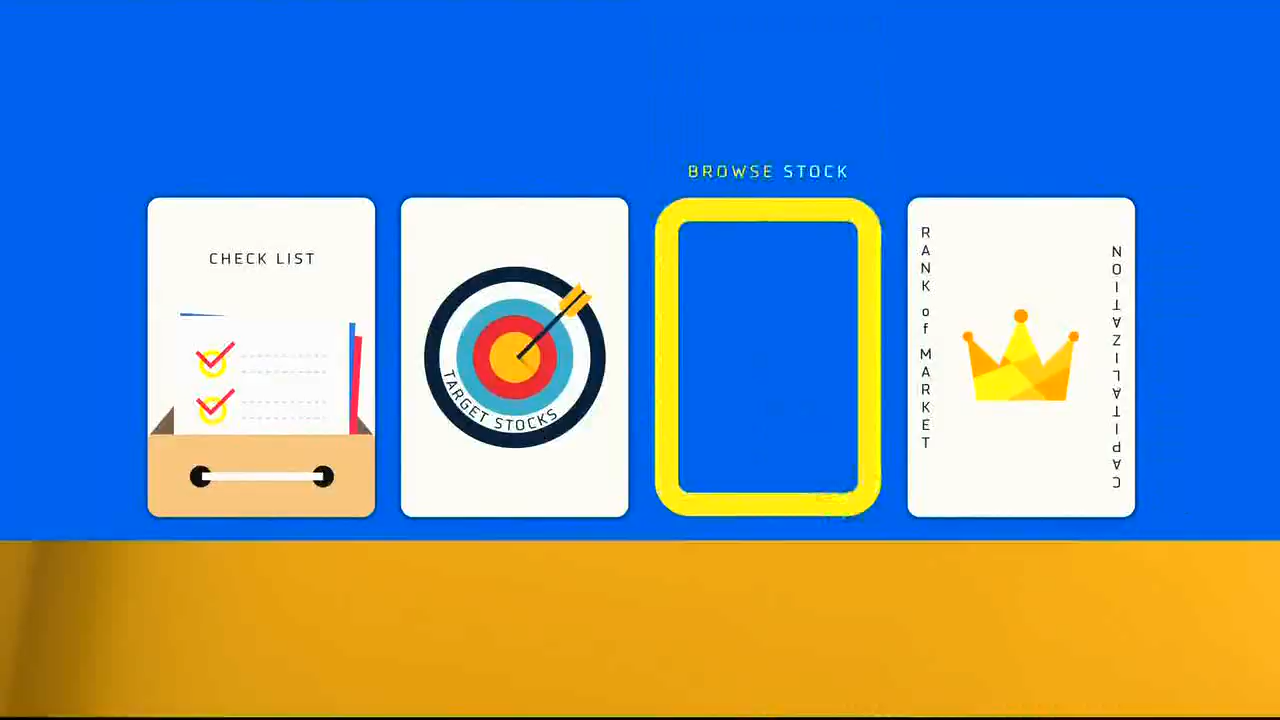 BROWSE STOCK
CHECK LIST
TARGET STOCKS
RANK of MARKET
CAPITALIZATION